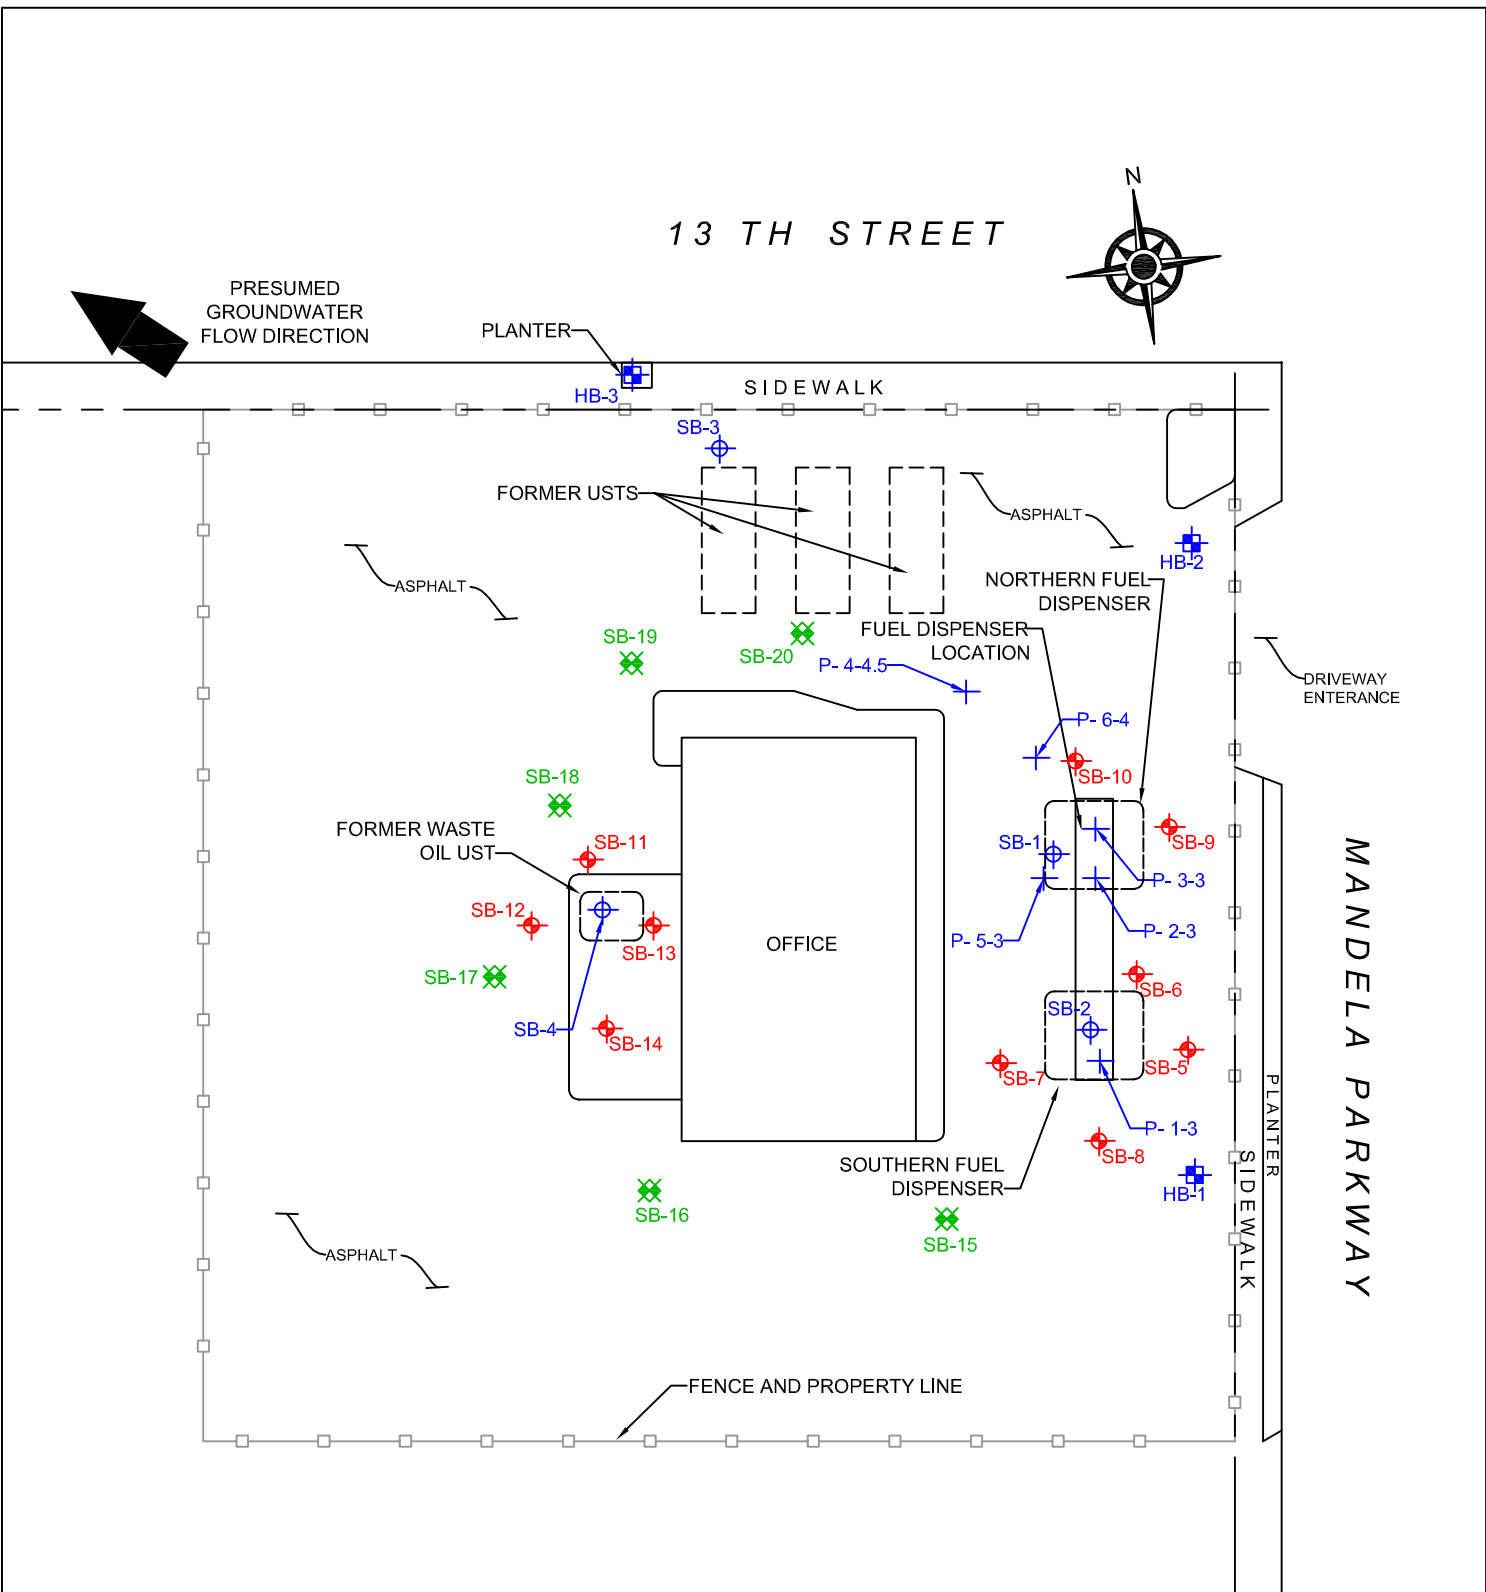 N
13 TH STREET
PRESUMED
GROUNDWATER
FLOW DIRECTION
PLANTER
HB-3
SIDEWALK
SB-3
FORMER USTS
ASPHALT
HB-2
ASPHALT
NORTHERN FUEL
DISPENSER
FUEL DISPENSER
LOCATION
SB-19
SB-20
P- 4-4.5
DRIVEWAY
ENTERANCE
P- 6-4
SB-10
SB-18
FORMER WASTE
OIL UST
SB-11
SB-1
SB-9
P- 3-3
SB-12
SB-13
OFFICE
P- 5-3
P- 2-3
SB-17
SB-6
SB-4
SB-14
SB-2
SB-7
SB-5
MANDELA PARKWAY
PLANTER
P- 1-3
SB-8
SOUTHERN FUEL
DISPENSER
HB-1
SIDEWALK
SB-16
SB-15
ASPHALT
FENCE AND PROPERTY LINE